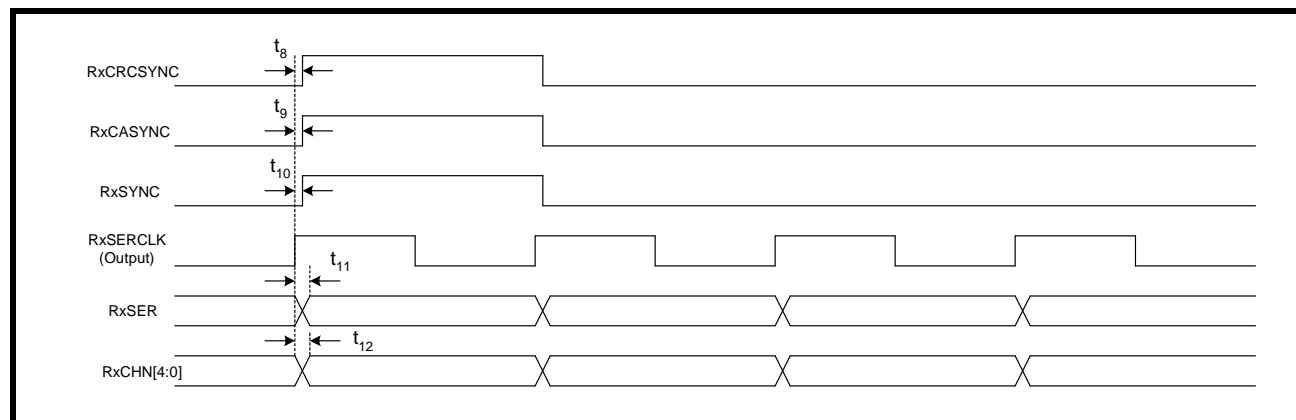 t8
RxCRCSYNC
t9
RxCASYNC
t10
RxSYNC
RxSERCLK
(Output)
t11
RxSER
t12
RxCHN[4:0]